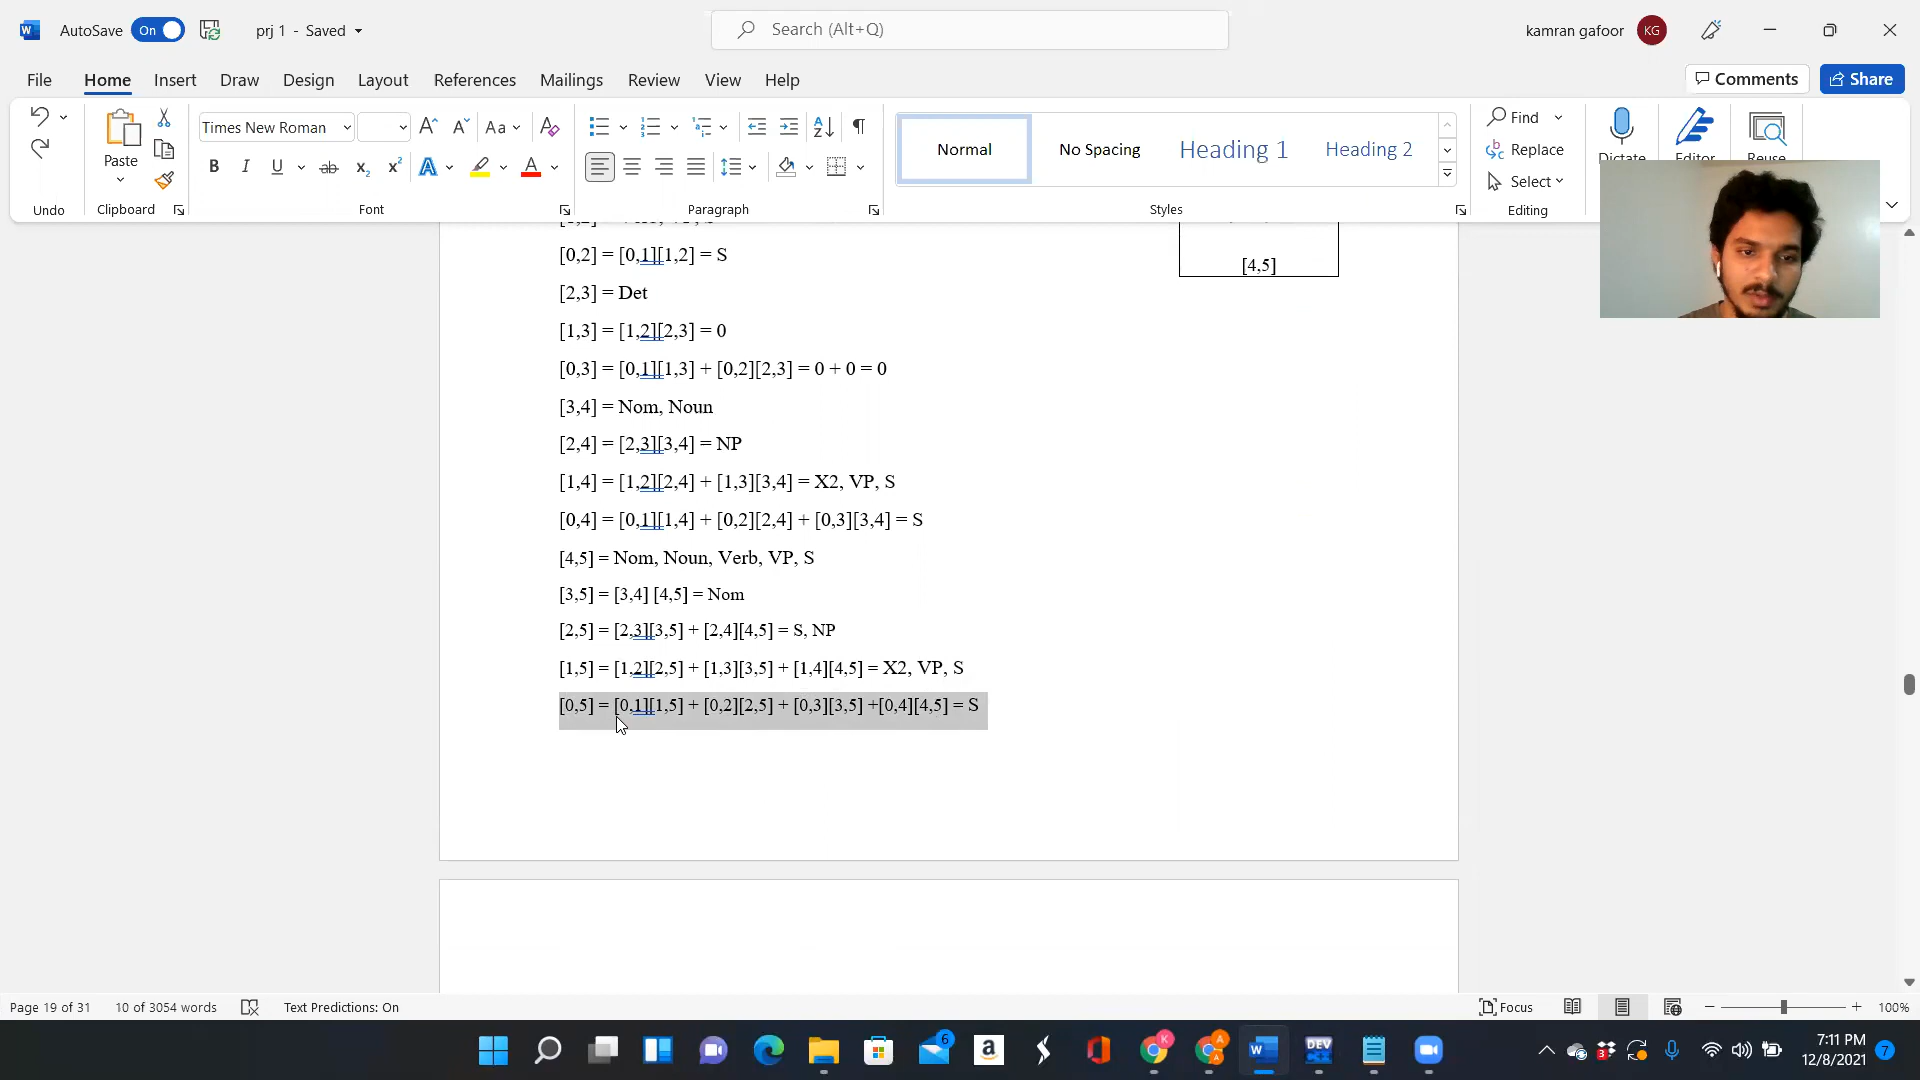 AutoSave On prj 1 - Saved Search (Alt+Q) kamran gafoor KG
File Home Insert Draw Design Layout References Mailings Review View Help Comments Share
Paste Times New Roman Aa Normal No Spacing Heading 1 Heading 2 Find Replace Select Dictate Editor Reuse
Undo Clipboard Font Paragraph Styles Editing
[0,2] = [0,1][1,2] = S
[4,5]
[2,3] = Det
[1,3] = [1,2][2,3] = 0
[0,3] = [0,1][1,3] + [0,2][2,3] = 0 + 0 = 0
[3,4] = Nom, Noun
[2,4] = [2,3][3,4] = NP
[1,4] = [1,2][2,4] + [1,3][3,4] = X2, VP, S
[0,4] = [0,1][1,4] + [0,2][2,4] + [0,3][3,4] = S
[4,5] = Nom, Noun, Verb, VP, S
[3,5] = [3,4] [4,5] = Nom
[2,5] = [2,3][3,5] + [2,4][4,5] = S, NP
[1,5] = [1,2][2,5] + [1,3][3,5] + [1,4][4,5] = X2, VP, S
[0,5] = [0,1][1,5] + [0,2][2,5] + [0,3][3,5] +[0,4][4,5] = S
Page 19 of 31 10 of 3054 words Text Predictions: On Focus 100%
7:11 PM
12/8/2021 7